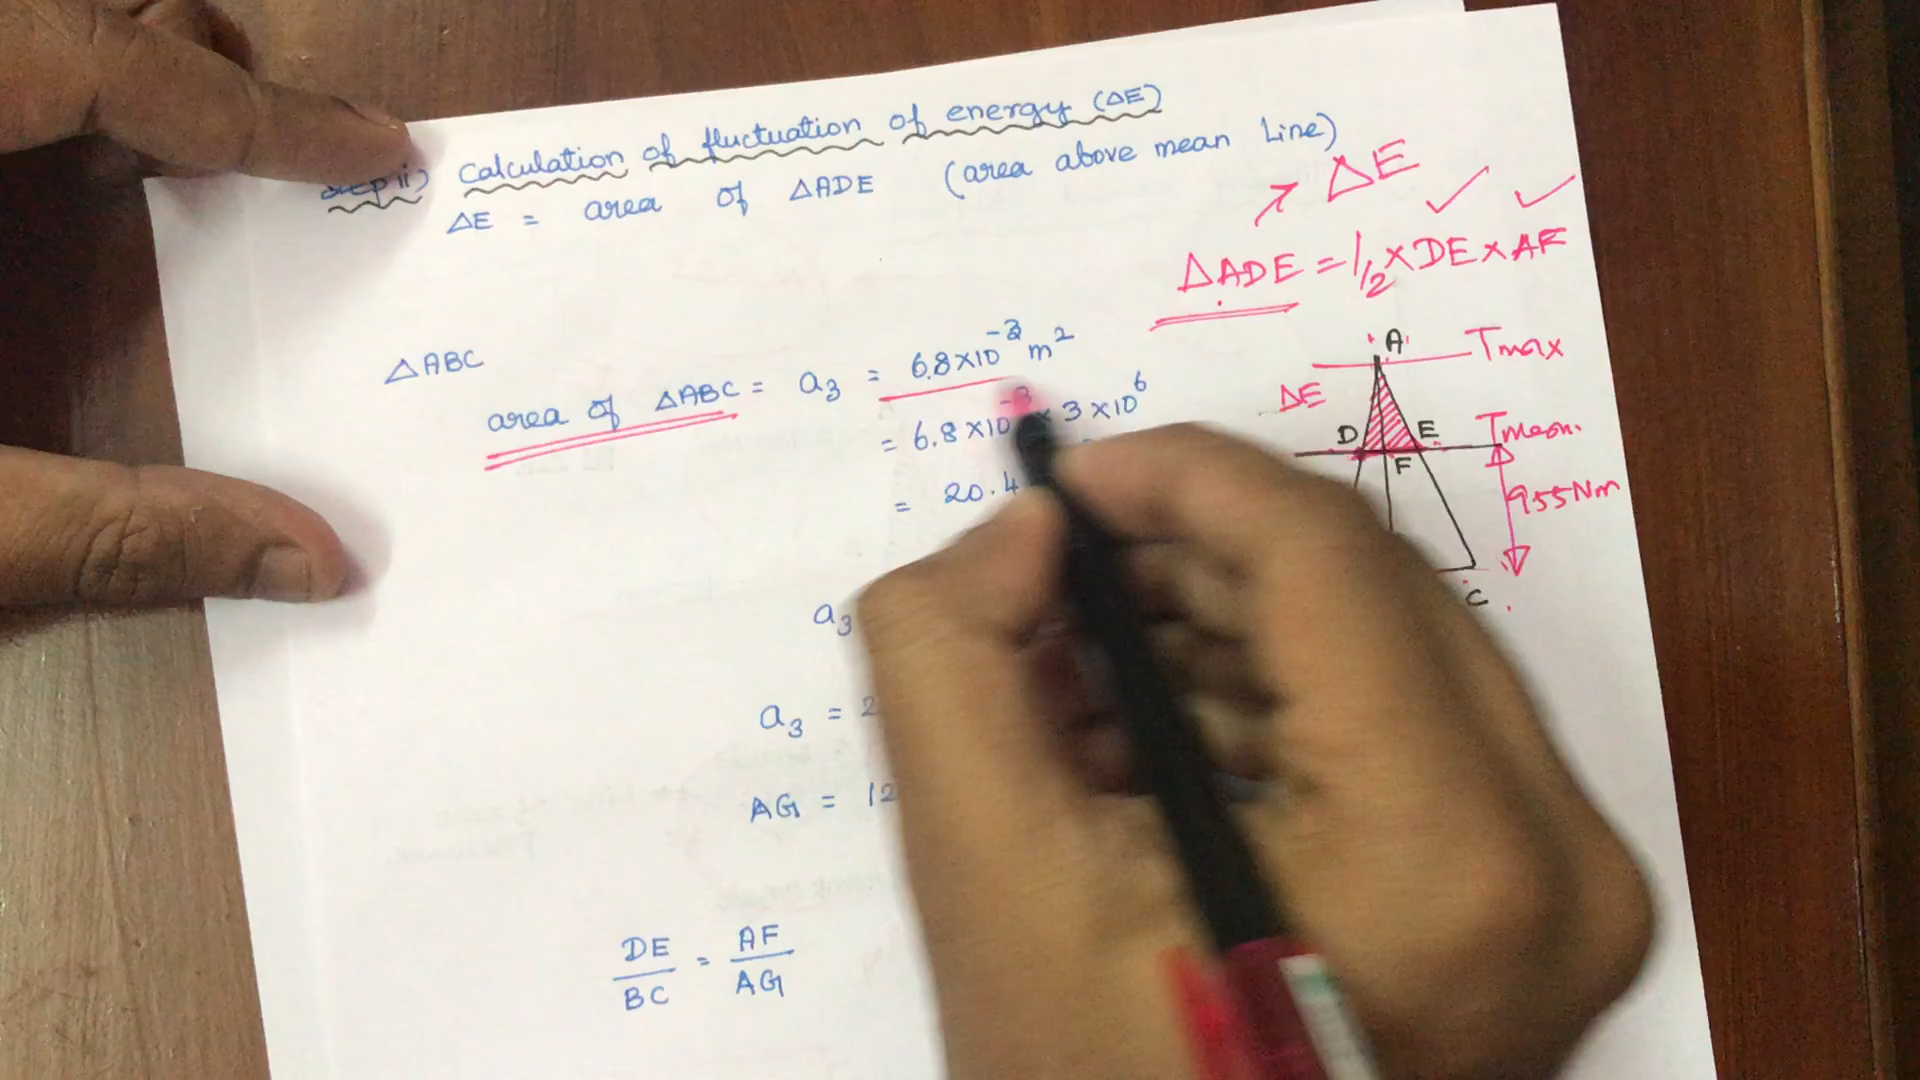 Step ii) Calculation of fluctuation of energy (ΔE)
ΔE = area of ΔADE (area above mean Line)
ΔE
ΔADE = 1/2 × DE × AF
ΔABC
area of ΔABC = a₃ = 6.8×10⁻³ m²
= 6.8×10⁻³ × 3×10⁶
= 20.4
a₃
a₃ = 2
AG = 12
DE/BC = AF/AG
A
Tmax
ΔE
D
E
F
Tmean.
955Nm
C